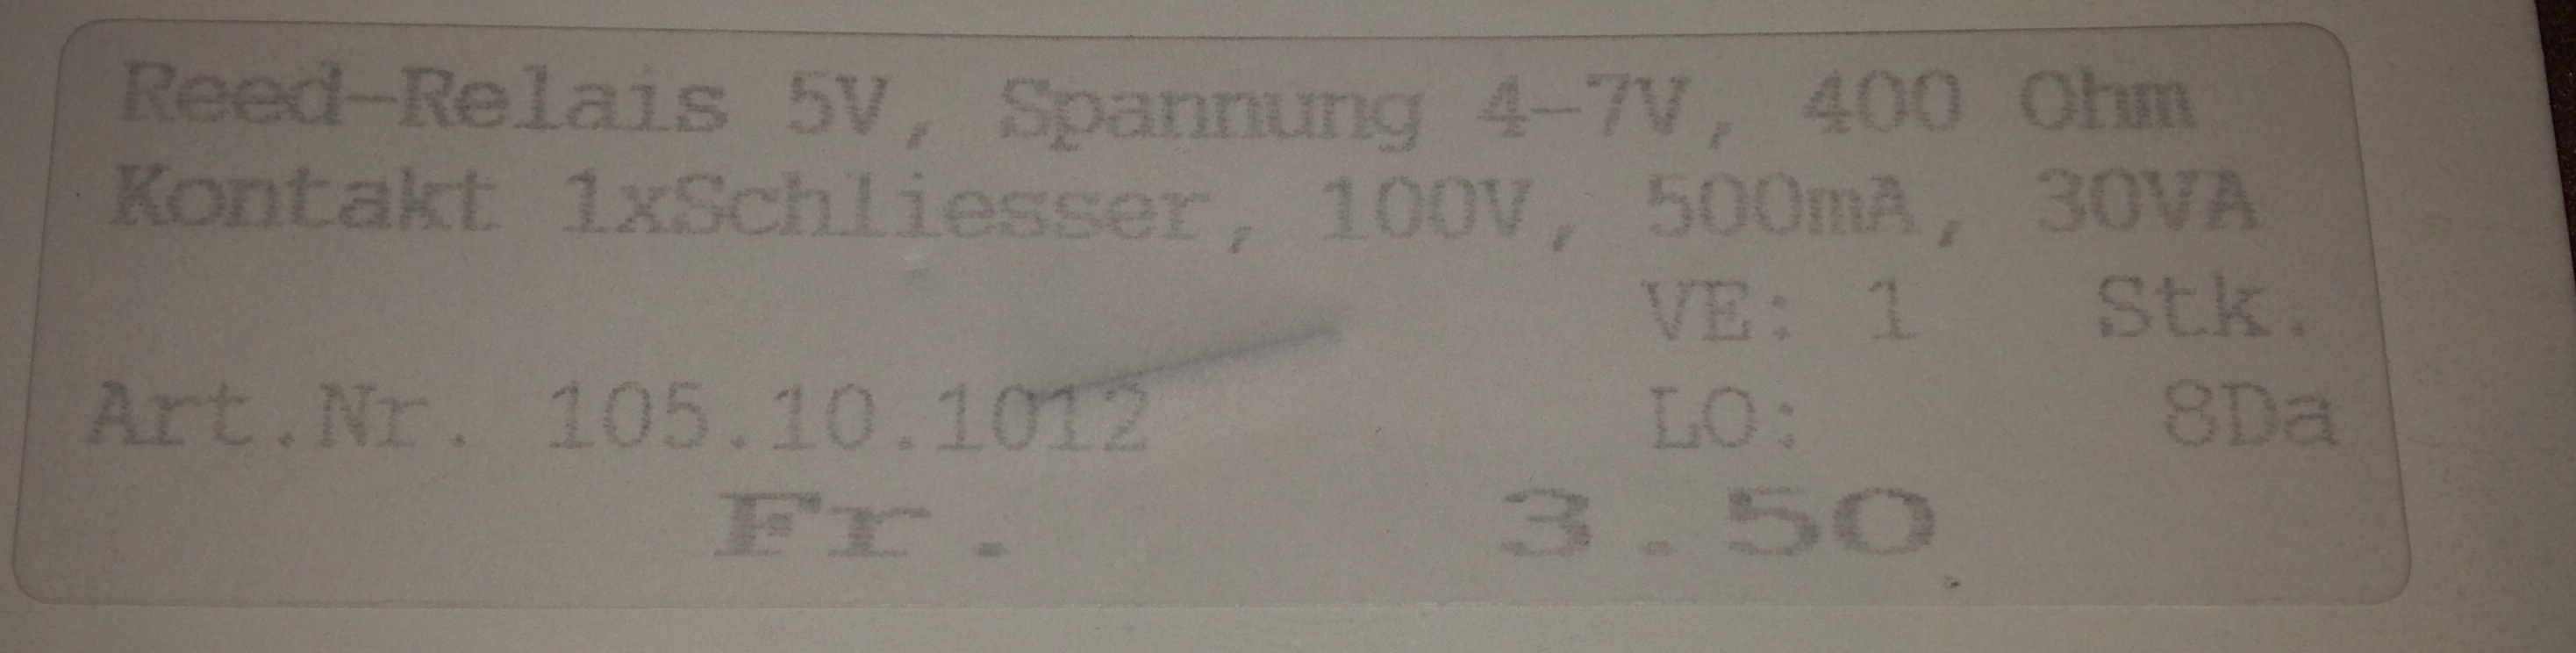 Reed-Relais 5V, Spannung 4-7V, 400 Ohm
Kontakt 1xSchliesser, 100V, 500mA, 30VA
VE: 1 Stk.
Art.Nr. 105.10.1012 LO: 8Da
Fr. 3.50